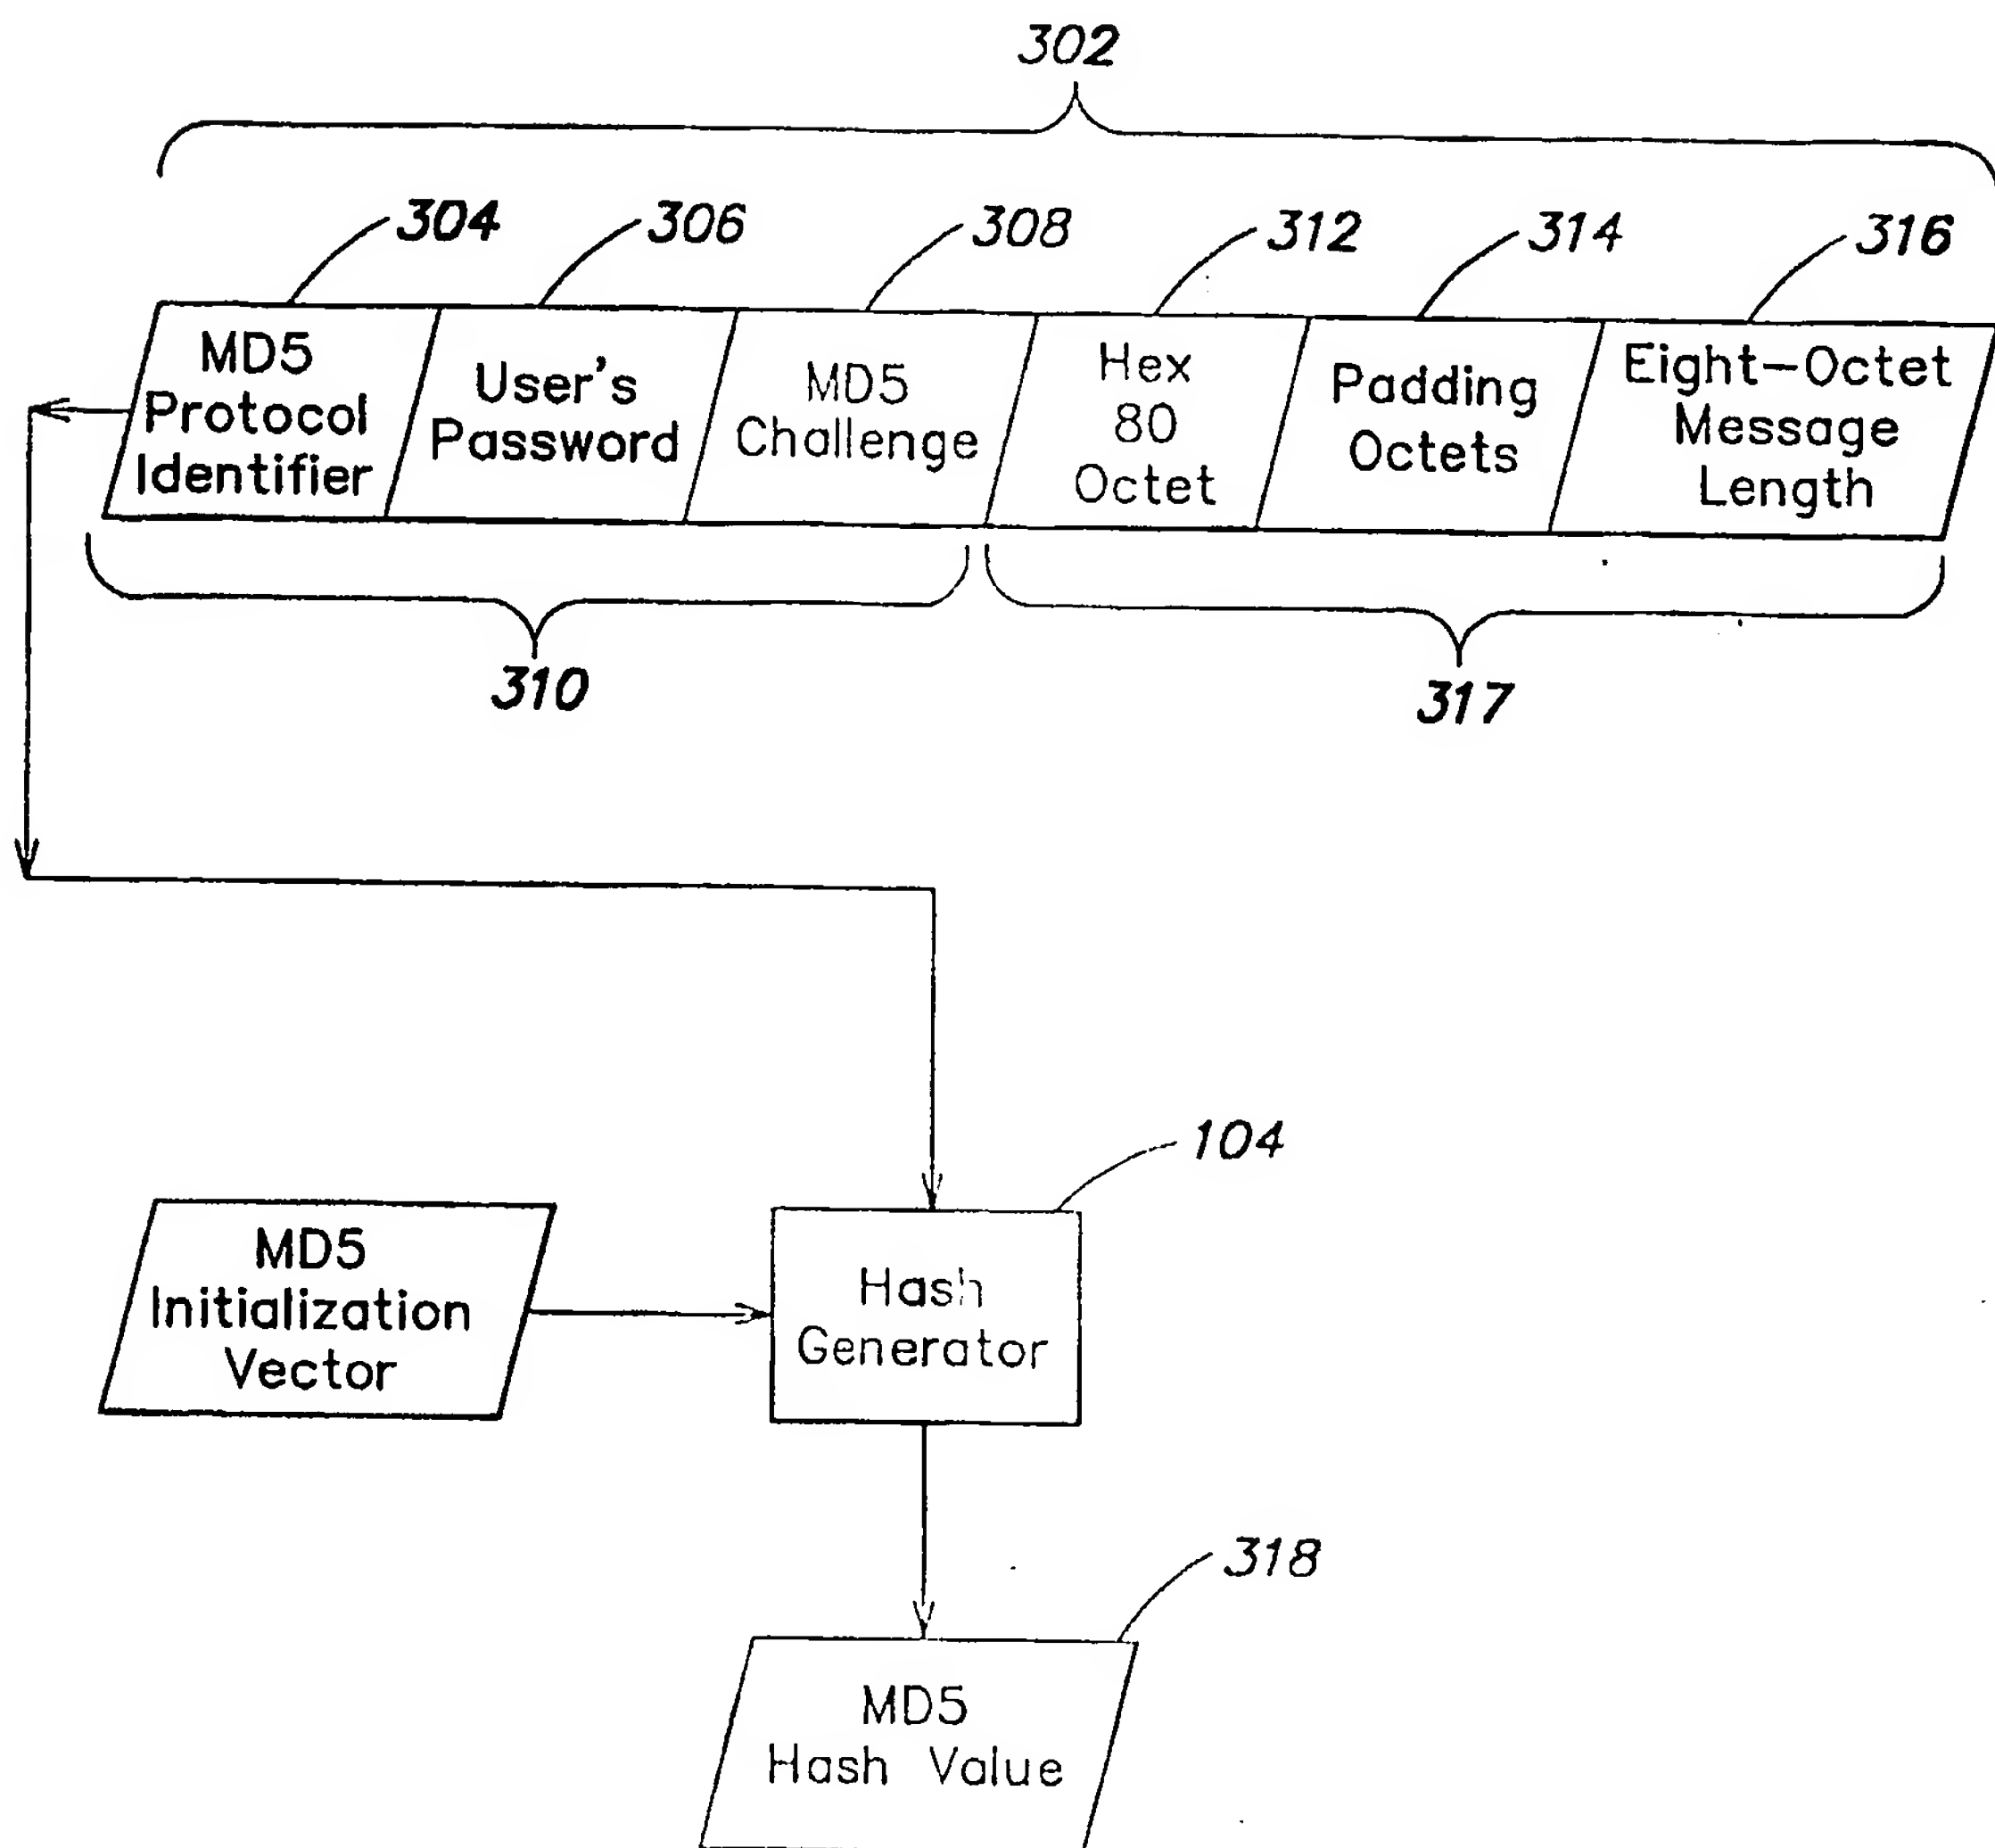 302
304
306
308
312
314
316
MD5
Protocol
Identifier
User's
Password
MD5
Challenge
Hex
80
Octet
Padding
Octets
Eight-Octet
Message
Length
310
317
104
MD5
Initialization
Vector
Hash
Generator
318
MD5
Hash Value